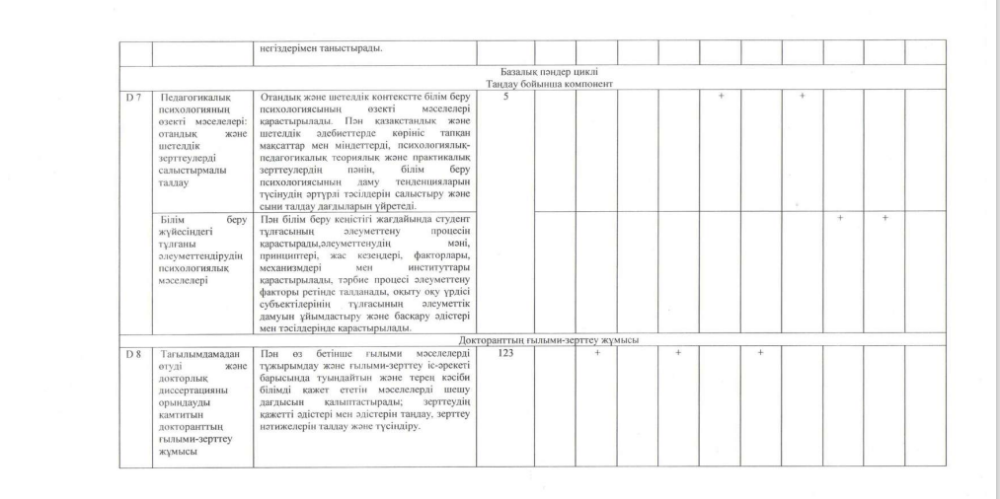 негіздерімен таныстырады.
Базалық пәндер циклі
Таңдау бойынша компонент
D 7
Педагогикалық
психологияның
өзекті мәселелері:
отандық және
шетелдік
зерттеулерді
салыстырмалы
талдау
Отандық және шетелдік контекстте білім беру
психологиясының өзекті мәселелері
қарастырылады. Пән қазақстандық және
шетелдік әдебиеттерде көрініс тапқан
мақсаттар мен міндеттерді, психологиялық-
педагогикалық теориялық және практикалық
зерттеулердің пәнін, білім беру
психологиясының даму тенденцияларын
түсінудің әртүрлі тәсілдерін салыстыру және
сыни талдау дағдыларын үйретеді.
5
+ +
Білім беру
жүйесіндегі
тұлғаны
әлеуметтендірудің
психологиялық
мәселелері
Пән білім беру кеңістігі жағдайында студент
тұлғасының әлеуметтену процесін
қарастырады,әлеуметтенудің мәні,
принциптері, жас кезеңдері, факторлары,
механизмдері мен институттары
қарастырылады, тәрбие процесі әлеуметтену
факторы ретінде талданады, оқыту оқу үрдісі
субъектілерінің тұлғасының әлеуметтік
дамуын ұйымдастыру және басқару әдістері
мен тәсілдерінде қарастырылады.
+ +
Докторанттың ғылыми-зерттеу жұмысы
D 8
Тағылымдамадан
өтуді және
докторлық
диссертацияны
орындауды
қамтитын
докторанттың
ғылыми-зерттеу
жұмысы
Пән өз бетінше ғылыми мәселелерді
тұжырымдау және ғылыми-зерттеу іс-әрекеті
барысында туындайтын және терең кәсіби
білімді қажет ететін мәселелерді шешу
дағдысын қалыптастырады; зерттеудің
қажетті әдістері мен әдістерін таңдау, зерттеу
нәтижелерін талдау және түсіндіру.
123
+ + +